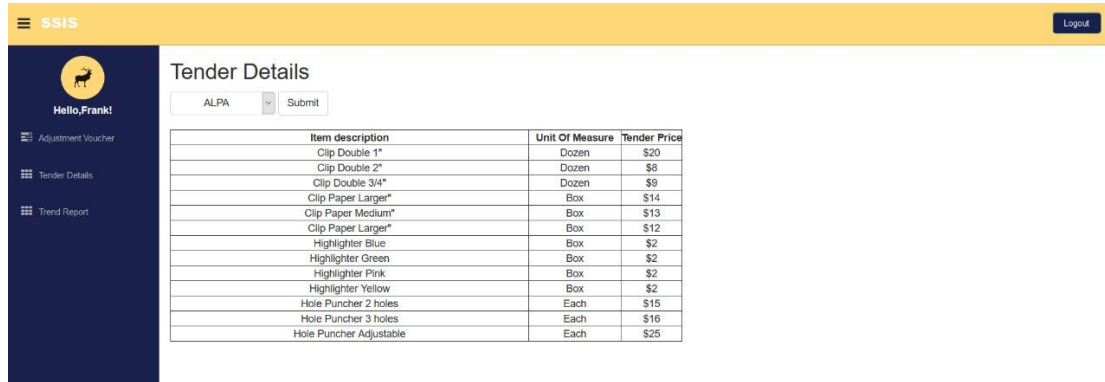 SSIS
Logout
Hello,Frank!
Adjustment Voucher
Tender Details
Trend Report
Tender Details
ALPA Submit
Item description Unit Of Measure Tender Price
Clip Double 1" Dozen $20
Clip Double 2" Dozen $8
Clip Double 3/4" Dozen $9
Clip Paper Larger" Box $14
Clip Paper Medium" Box $13
Clip Paper Larger" Box $12
Highlighter Blue Box $2
Highlighter Green Box $2
Highlighter Pink Box $2
Highlighter Yellow Box $2
Hole Puncher 2 holes Each $15
Hole Puncher 3 holes Each $16
Hole Puncher Adjustable Each $25